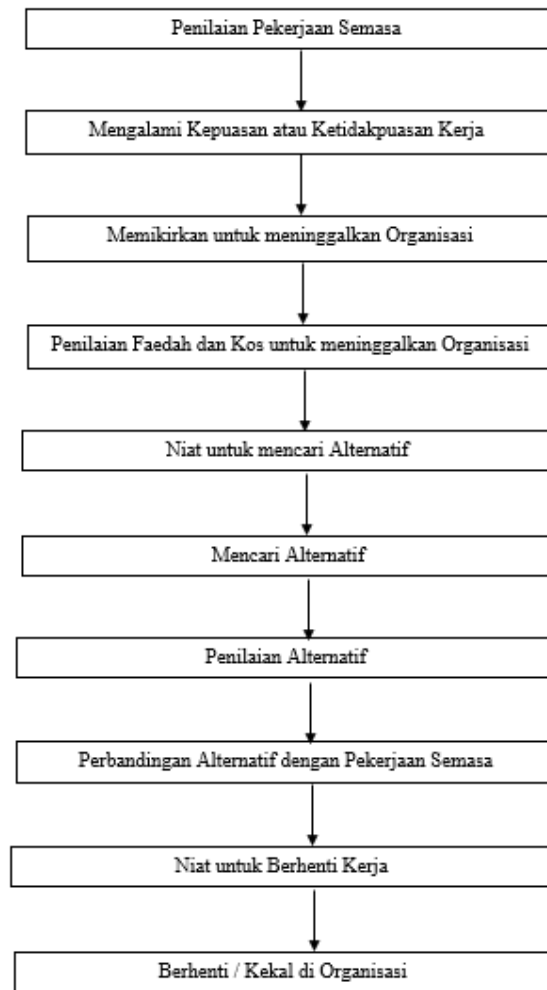 Penilaian Pekerjaan Semasa
Mengalami Kepuasan atau Ketidakpuasan Kerja
Memikirkan untuk meninggalkan Organisasi
Penilaian Faedah dan Kos untuk meninggalkan Organisasi
Niat untuk mencari Alternatif
Mencari Alternatif
Penilaian Alternatif
Perbandingan Alternatif dengan Pekerjaan Semasa
Niat untuk Berhenti Kerja
Berhenti / Kekal di Organisasi